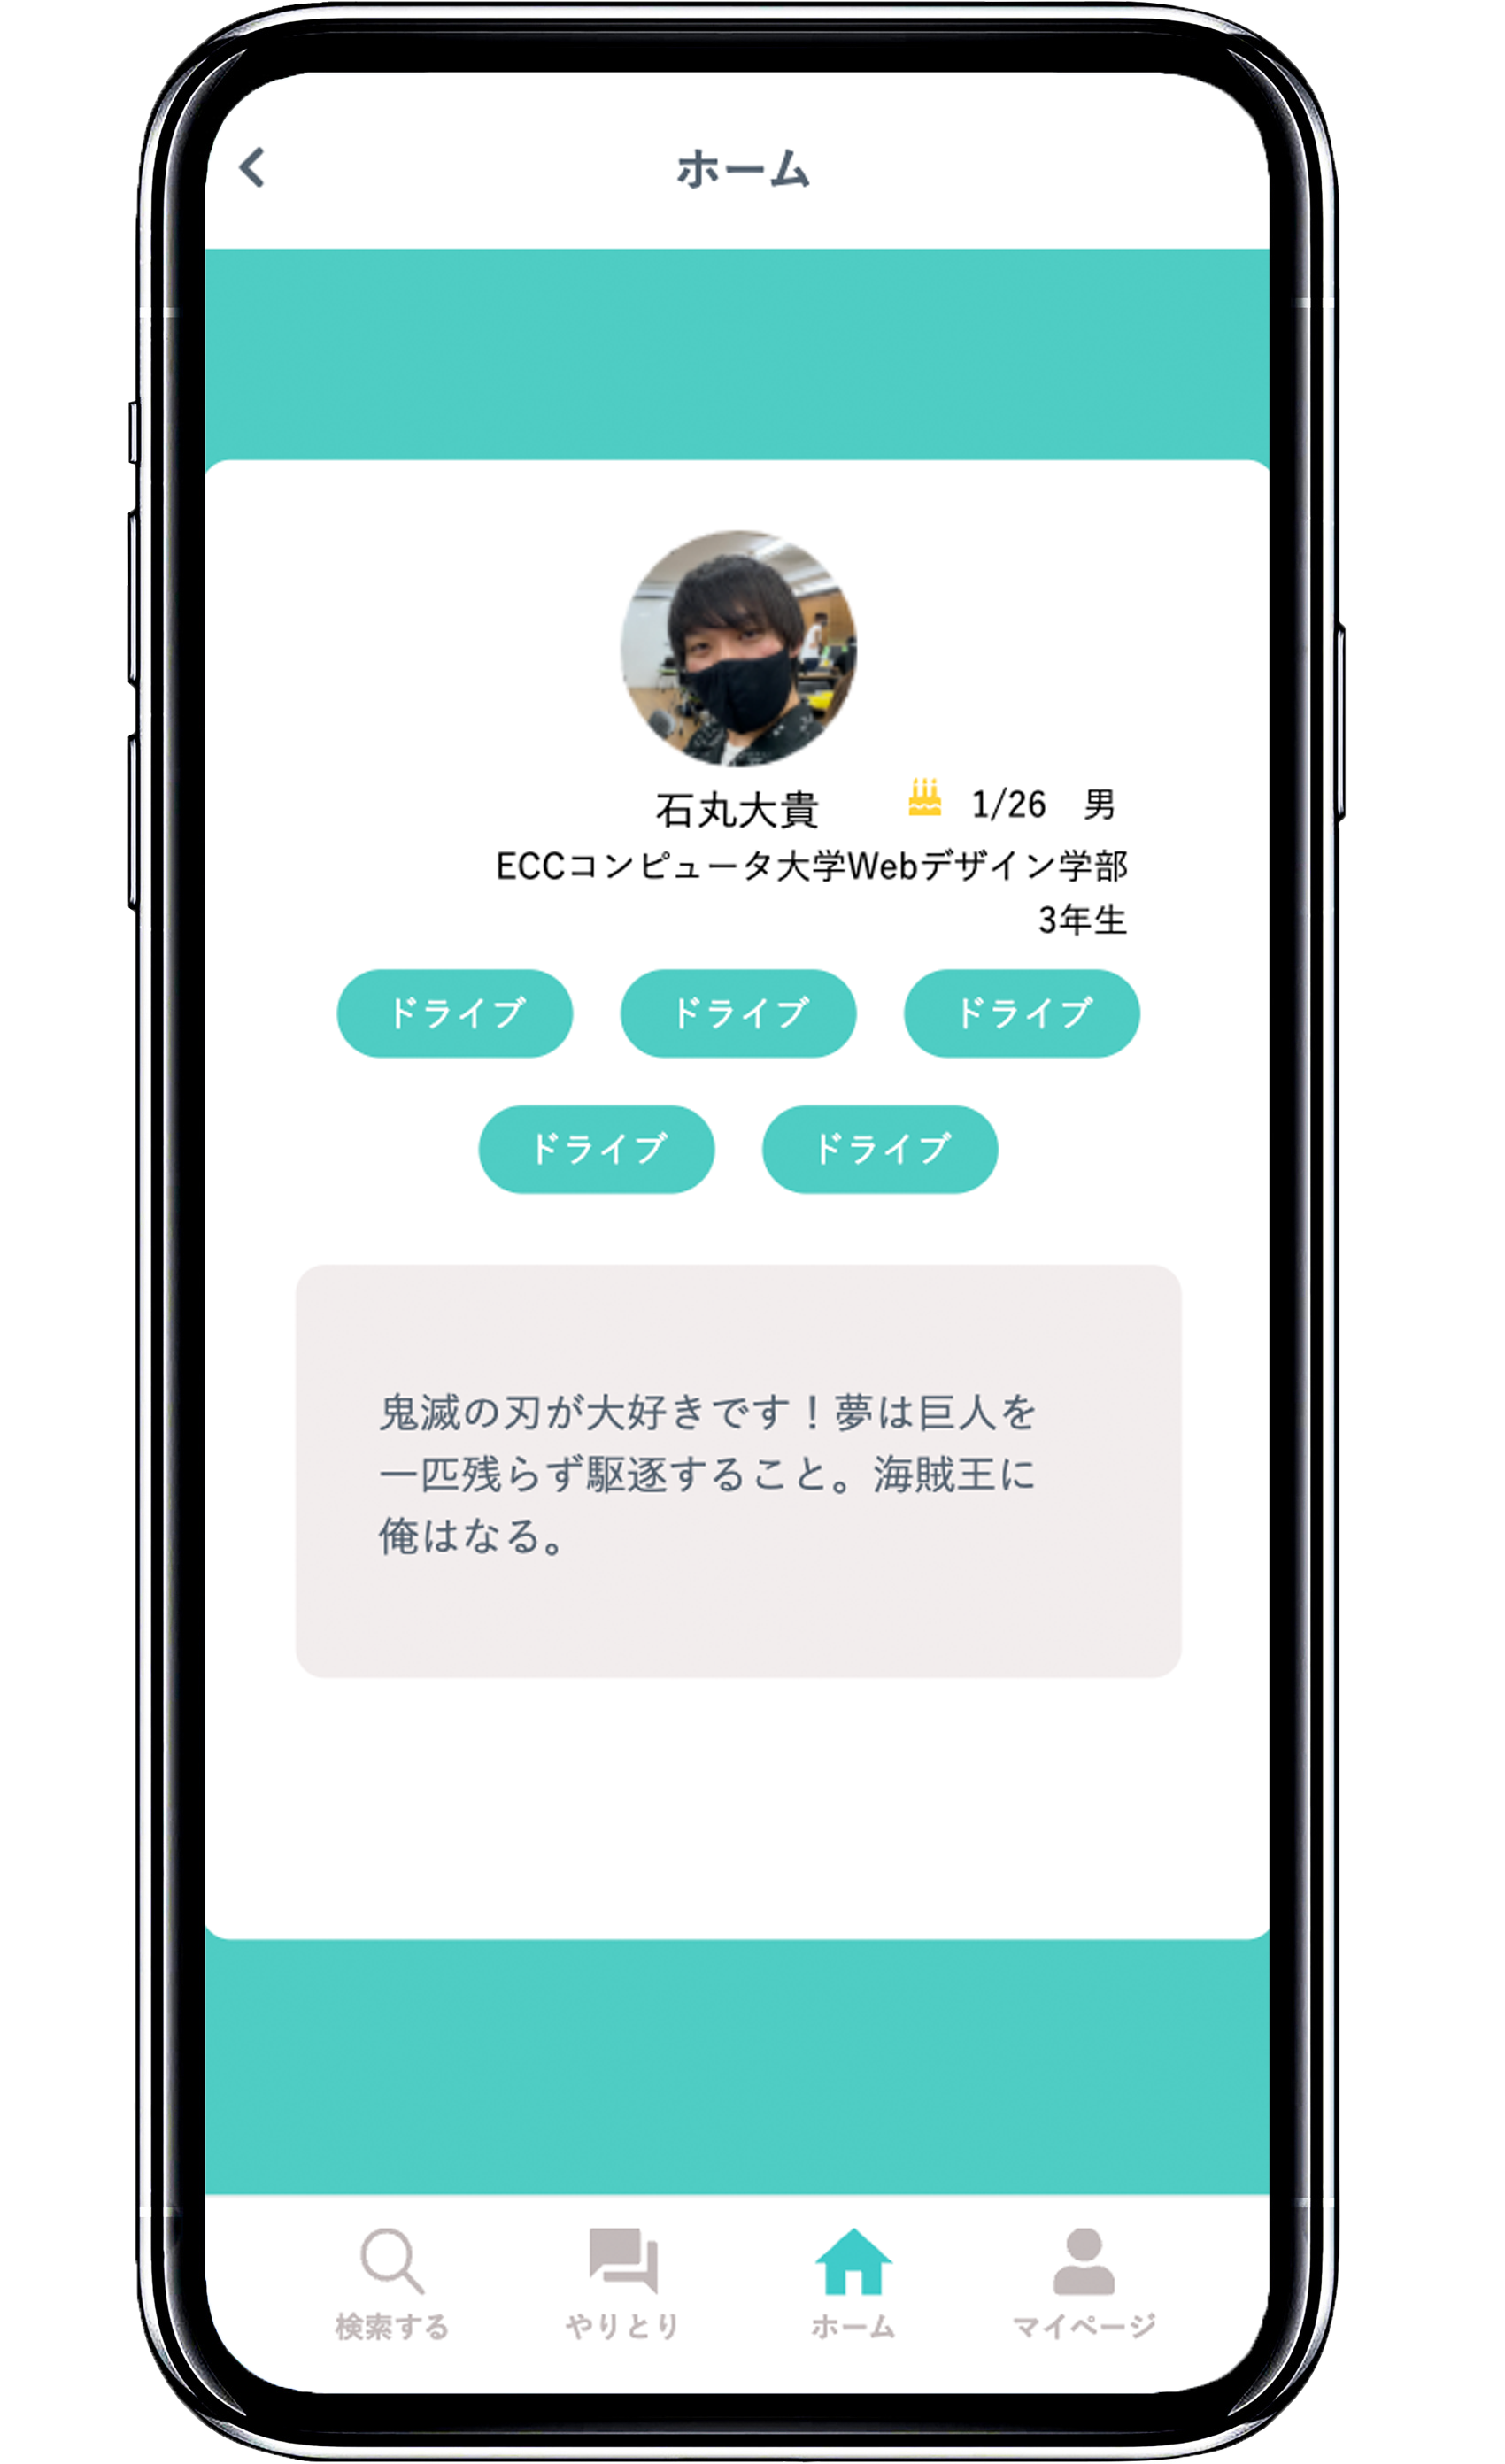 ホーム
石丸大貴
1/26 男
ECCコンピュータ大学Webデザイン学部
3年生
ドライブ ドライブ ドライブ
ドライブ ドライブ
鬼滅の刃が大好きです！夢は巨人を
一匹残らず駆逐すること。海賊王に
俺はなる。
検索する やりとり ホーム マイページ